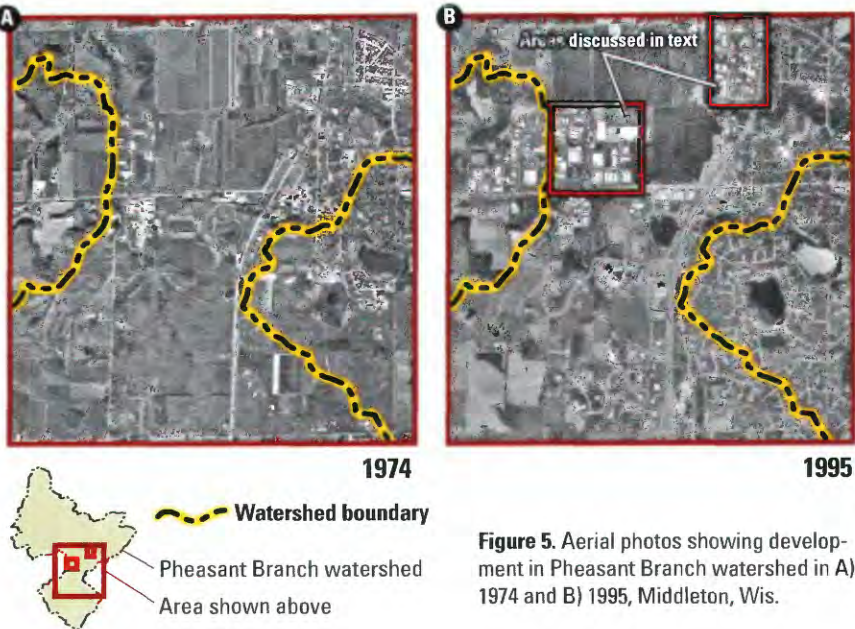 A
B
Areas discussed in text
1974
1995
Watershed boundary
Pheasant Branch watershed
Area shown above
Figure 5. Aerial photos showing develop-
ment in Pheasant Branch watershed in A)
1974 and B) 1995, Middleton, Wis.